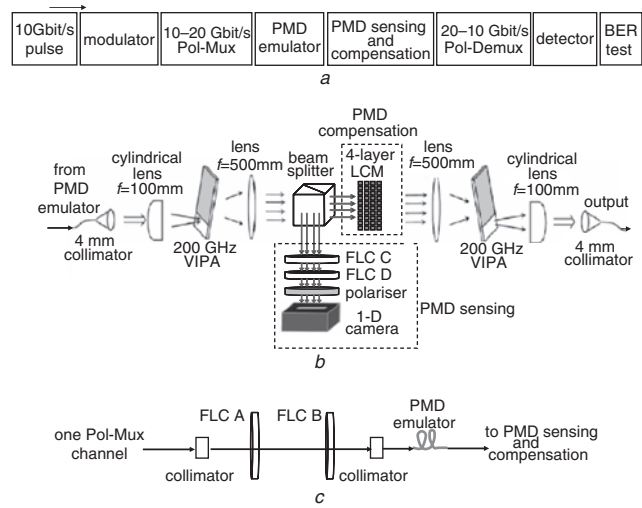 10Gbit/s pulse
modulator
10–20 Gbit/s Pol-Mux
PMD emulator
PMD sensing and compensation
20–10 Gbit/s Pol-Demux
detector
BER test
a
from PMD emulator
4 mm collimator
cylindrical lens f=100mm
200 GHz VIPA
lens f=500mm
beam splitter
PMD compensation
4-layer LCM
lens f=500mm
200 GHz VIPA
cylindrical lens f=100mm
output
4 mm collimator
FLC C
FLC D
polariser
1-D camera
PMD sensing
b
one Pol-Mux channel
collimator
FLC A
FLC B
collimator
PMD emulator
to PMD sensing and compensation
c